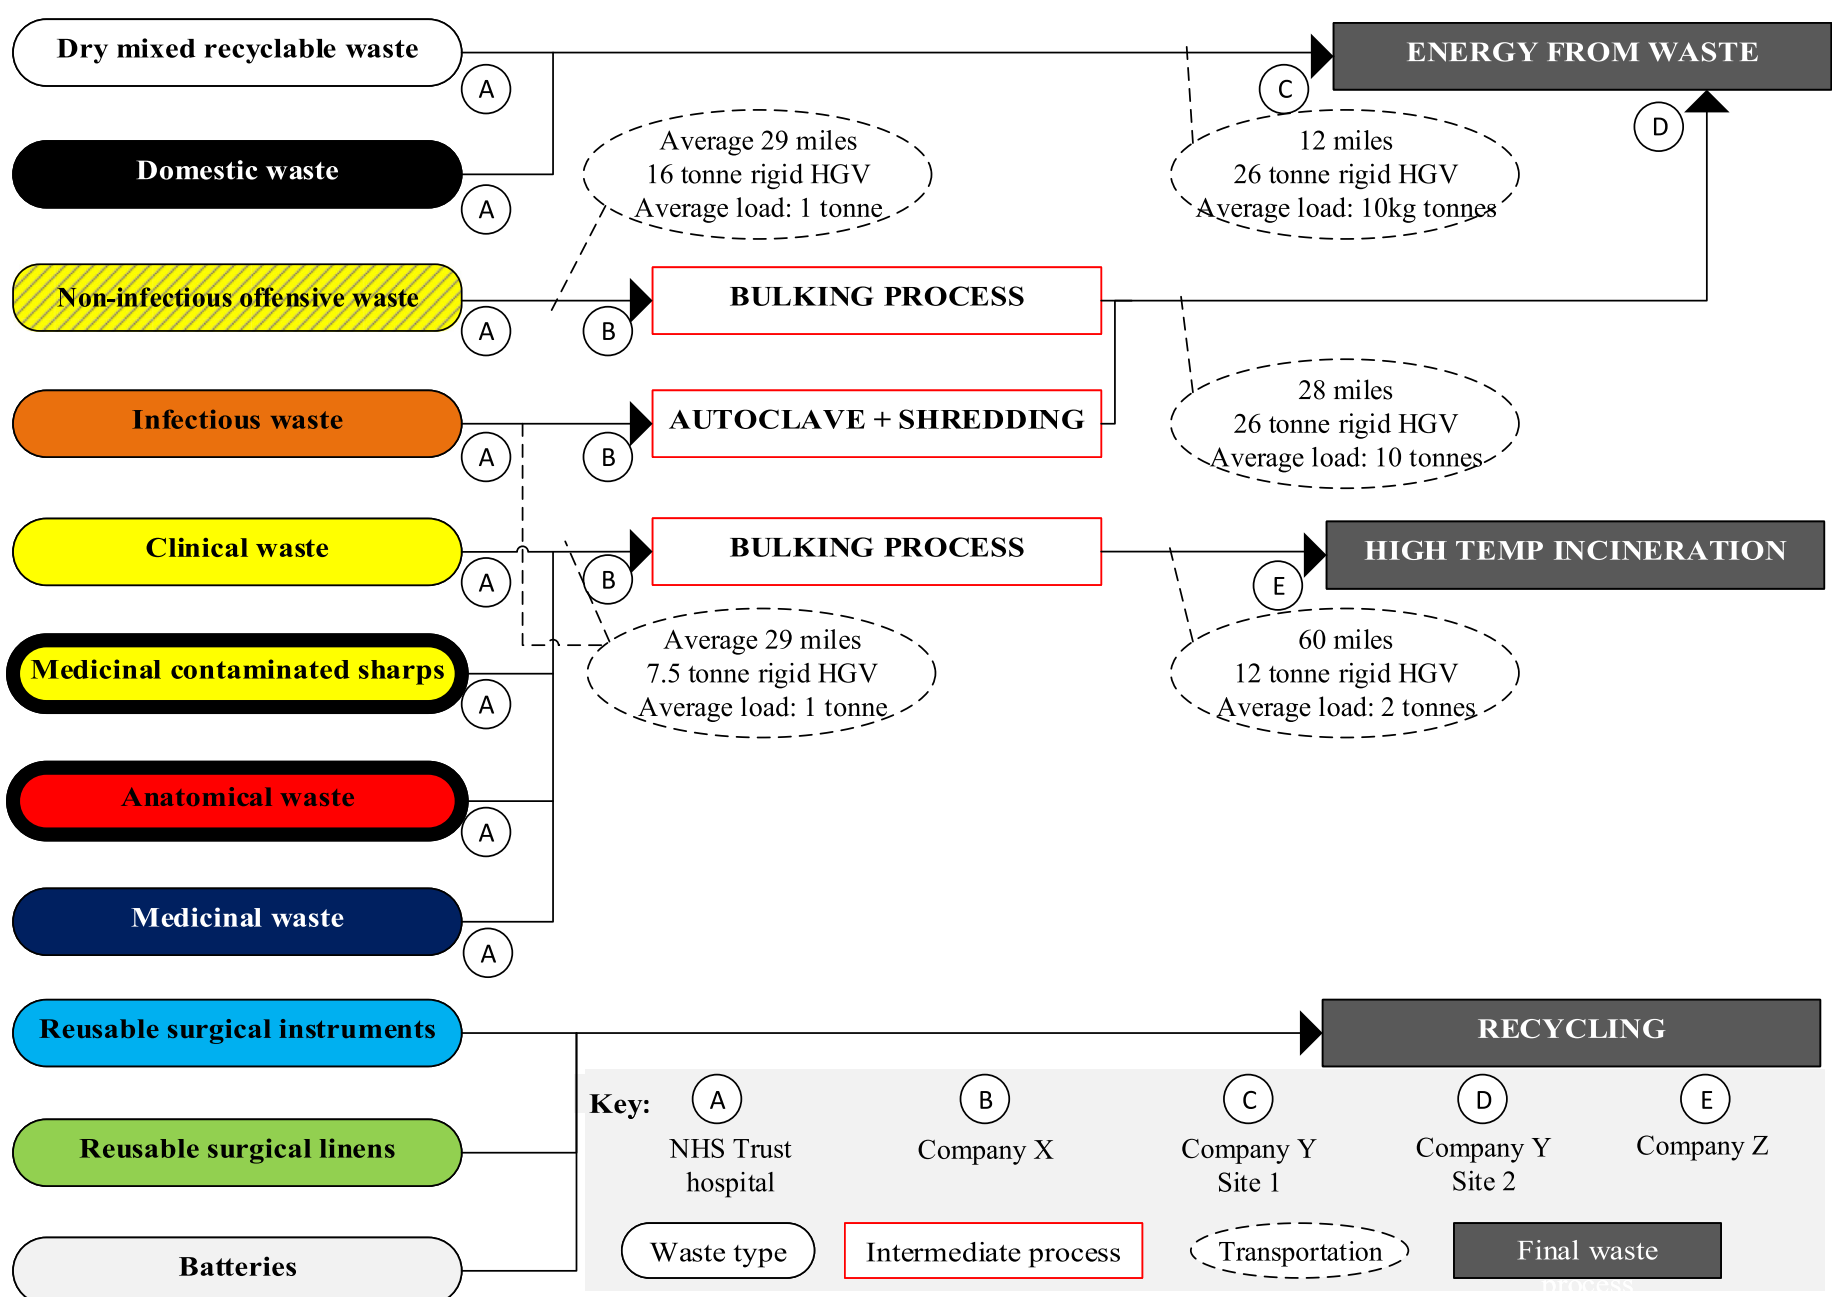 Dry mixed recyclable waste
A
ENERGY FROM WASTE
C
D
Domestic waste
A
Average 29 miles
16 tonne rigid HGV
Average load: 1 tonne
12 miles
26 tonne rigid HGV
Average load: 10kg tonnes
Non-infectious offensive waste
A
B
BULKING PROCESS
Infectious waste
A
B
AUTOCLAVE + SHREDDING
28 miles
26 tonne rigid HGV
Average load: 10 tonnes
Clinical waste
A
B
BULKING PROCESS
E
HIGH TEMP INCINERATION
Medicinal contaminated sharps
A
Average 29 miles
7.5 tonne rigid HGV
Average load: 1 tonne
60 miles
12 tonne rigid HGV
Average load: 2 tonnes
Anatomical waste
A
Medicinal waste
A
Reusable surgical instruments
RECYCLING
Reusable surgical linens
Batteries
Key:
A
NHS Trust
hospital
B
Company X
C
Company Y
Site 1
D
Company Y
Site 2
E
Company Z
Waste type
Intermediate process
Transportation
Final waste
process